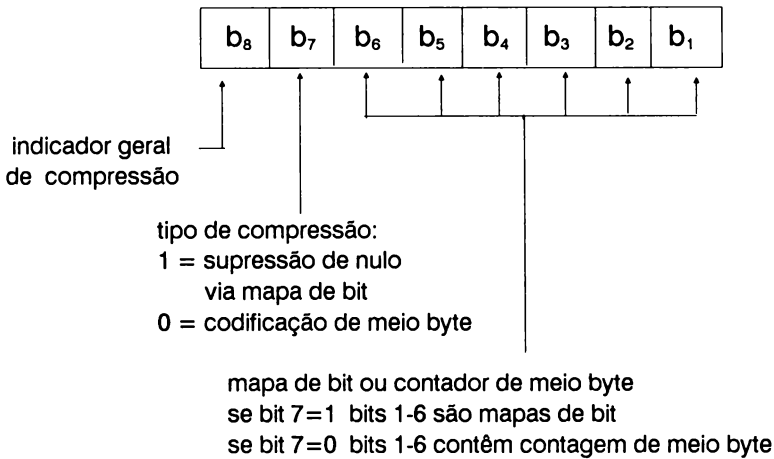 b8 b7 b6 b5 b4 b3 b2 b1
indicador geral
de compressão
tipo de compressão:
1 = supressão de nulo
via mapa de bit
0 = codificação de meio byte
mapa de bit ou contador de meio byte
se bit 7=1 bits 1-6 são mapas de bit
se bit 7=0 bits 1-6 contêm contagem de meio byte